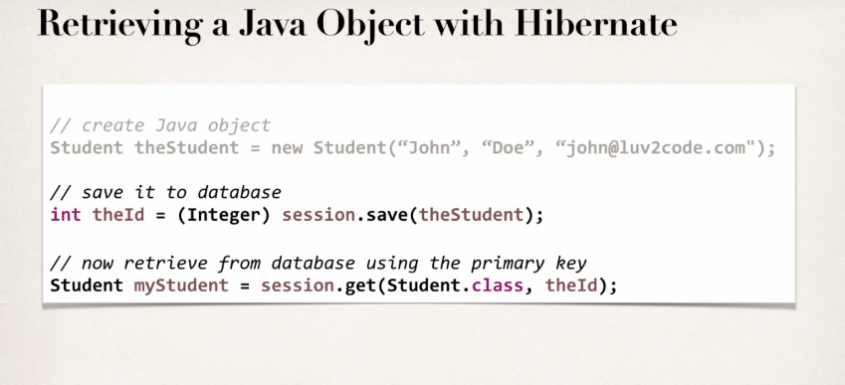 Retrieving a Java Object with Hibernate
// create Java object
Student theStudent = new Student(“John”, “Doe”, “john@luv2code.com");
// save it to database
int theId = (Integer) session.save(theStudent);
// now retrieve from database using the primary key
Student myStudent = session.get(Student.class, theId);